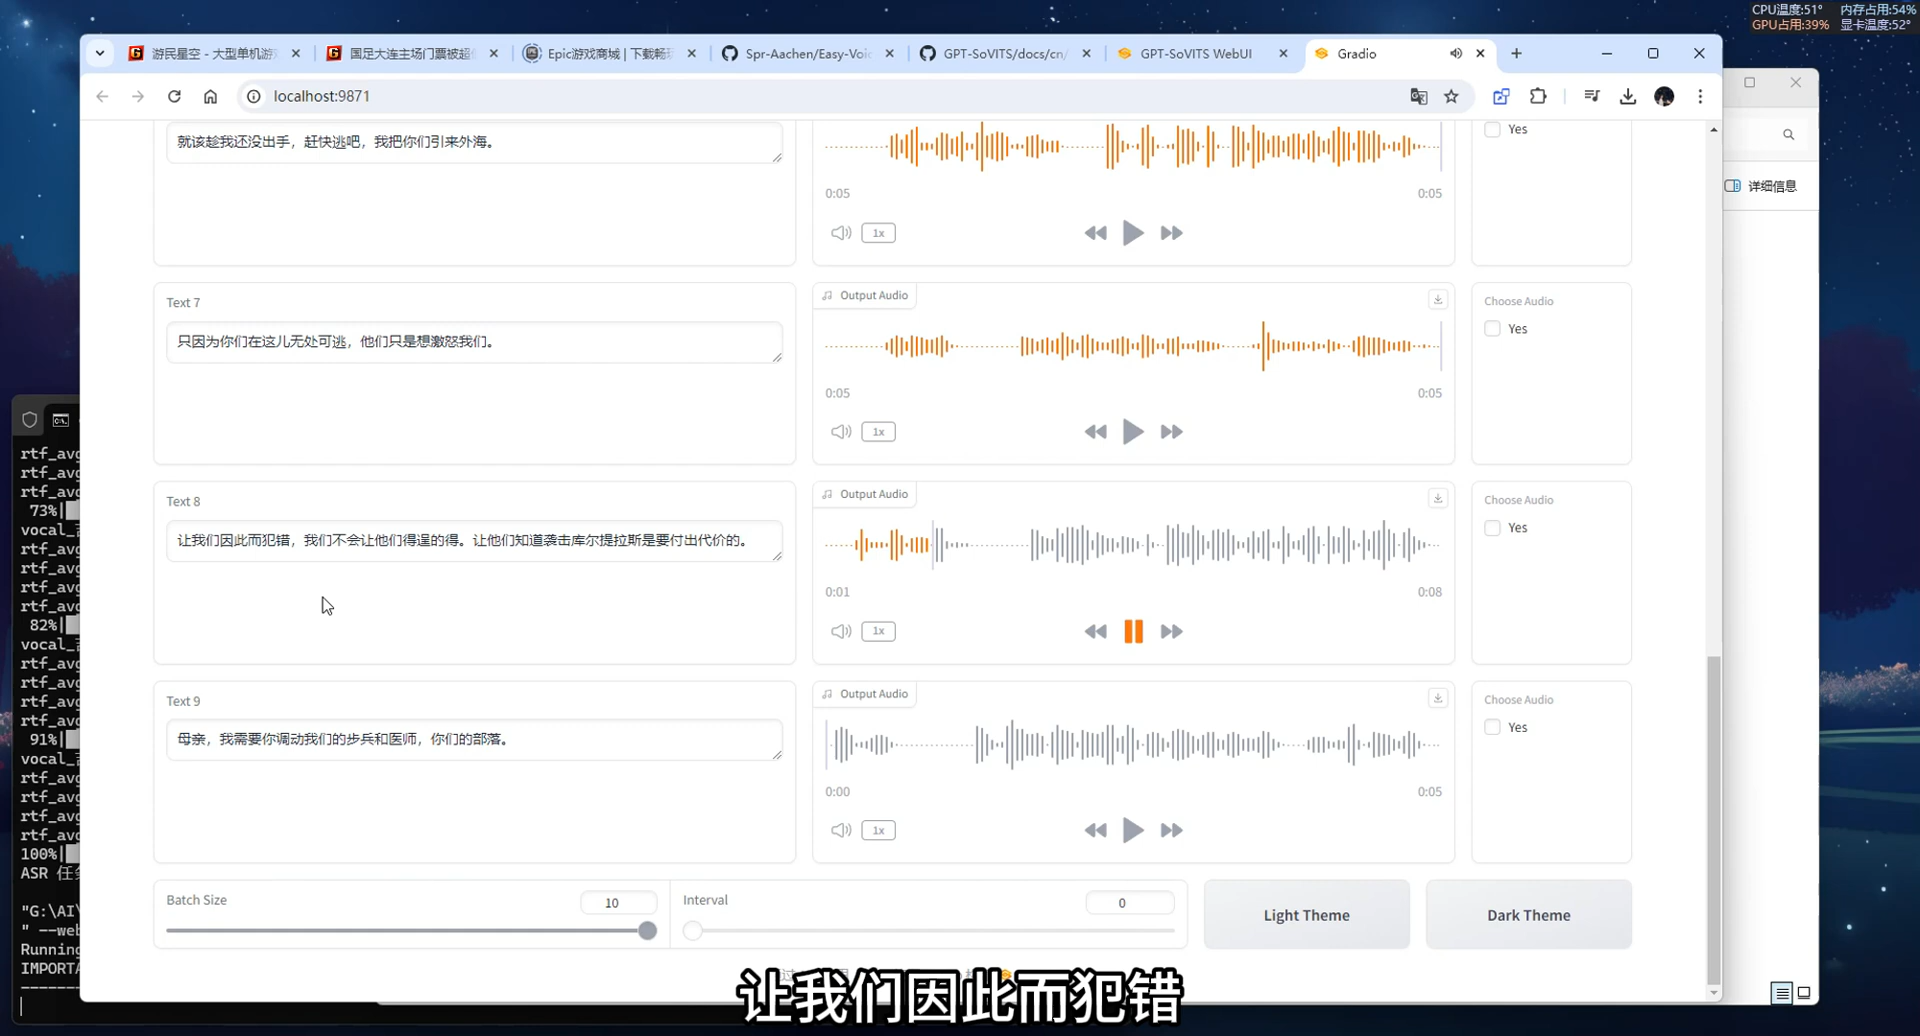 CPU温度:51° 内存占用:54%
GPU占用:39% 显卡温度:52°
游民星空 - 大型单机游
国足大连主场门票被超
Epic游戏商城 | 下载畅
Spr-Aachen/Easy-Voic
GPT-SoVITS/docs/cn/
GPT-SoVITS WebUI
Gradio
localhost:9871
详细信息
就该趁我还没出手，赶快逃吧，我把你们引来外海。
0:05 0:05
1x
Yes
Text 7
只因为你们在这儿无处可逃，他们只是想激怒我们。
Output Audio
0:05 0:05
1x
Choose Audio
Yes
Text 8
让我们因此而犯错，我们不会让他们得逞的得。让他们知道袭击库尔提拉斯是要付出代价的。
Output Audio
0:01 0:08
1x
Choose Audio
Yes
Text 9
母亲，我需要你调动我们的步兵和医师，你们的部落。
Output Audio
0:00 0:05
1x
Choose Audio
Yes
Batch Size 10
Interval 0
Light Theme
Dark Theme
rtf_avg
rtf_avg
rtf_avg
73%|
vocal_
rtf_avg
rtf_avg
rtf_avg
rtf_avg
82%|
vocal_
rtf_avg
rtf_avg
rtf_avg
rtf_avg
91%|
vocal_
rtf_avg
rtf_avg
rtf_avg
rtf_avg
100%|
ASR 任
"G:\AI\
" --web
Running
IMPORTA
--------
让我们因此而犯错